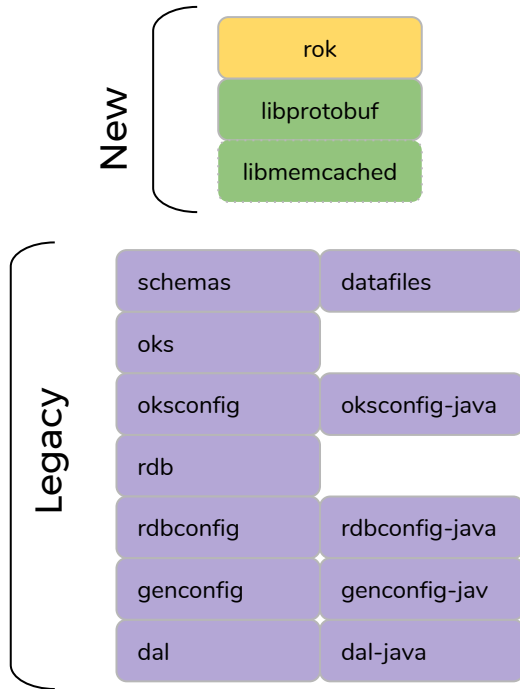 New
rok
libprotobuf
libmemcached
Legacy
schemas datafiles
oks
oksconfig oksconfig-java
rdb
rdbconfig rdbconfig-java
genconfig genconfig-jav
dal dal-java